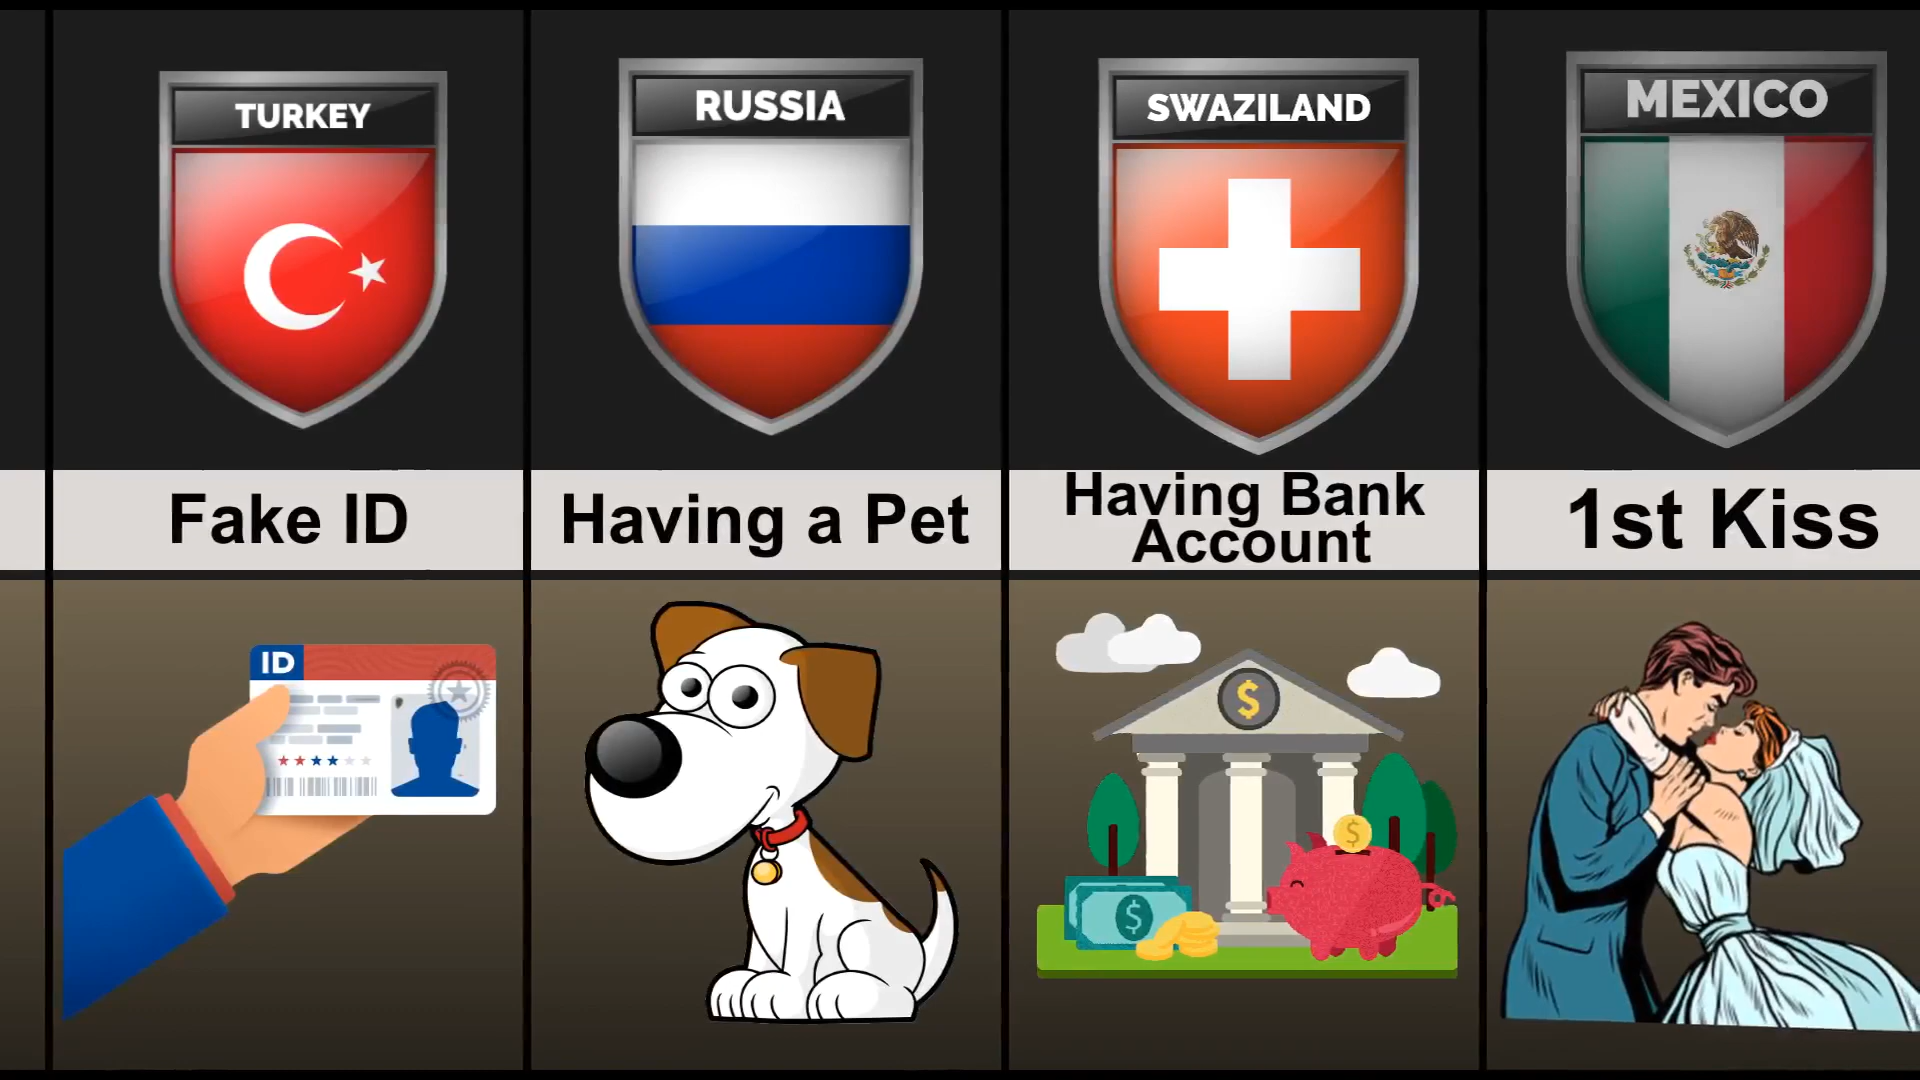 TURKEY
RUSSIA
SWAZILAND
MEXICO
Fake ID
Having a Pet
Having Bank
Account
1st Kiss
ID
$
$
$